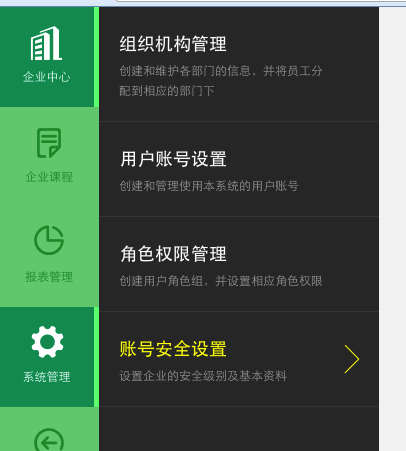 企业中心
企业课程
报表管理
系统管理
组织机构管理
创建和维护各部门的信息，并将员工分
配到相应的部门下
用户账号设置
创建和管理使用本系统的用户账号
角色权限管理
创建用户角色组，并设置相应角色权限
账号安全设置
设置企业的安全级别及基本资料